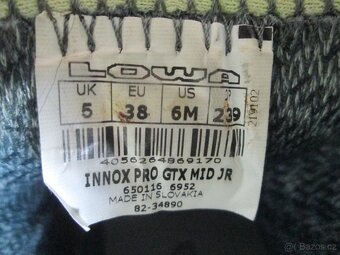 LOWA
UK EU US
5 38 6M 239
219102
4056264869170
INNOX PRO GTX MID JR
650116 6952
MADE IN SLOVAKIA
82-34890
Bazos.cz